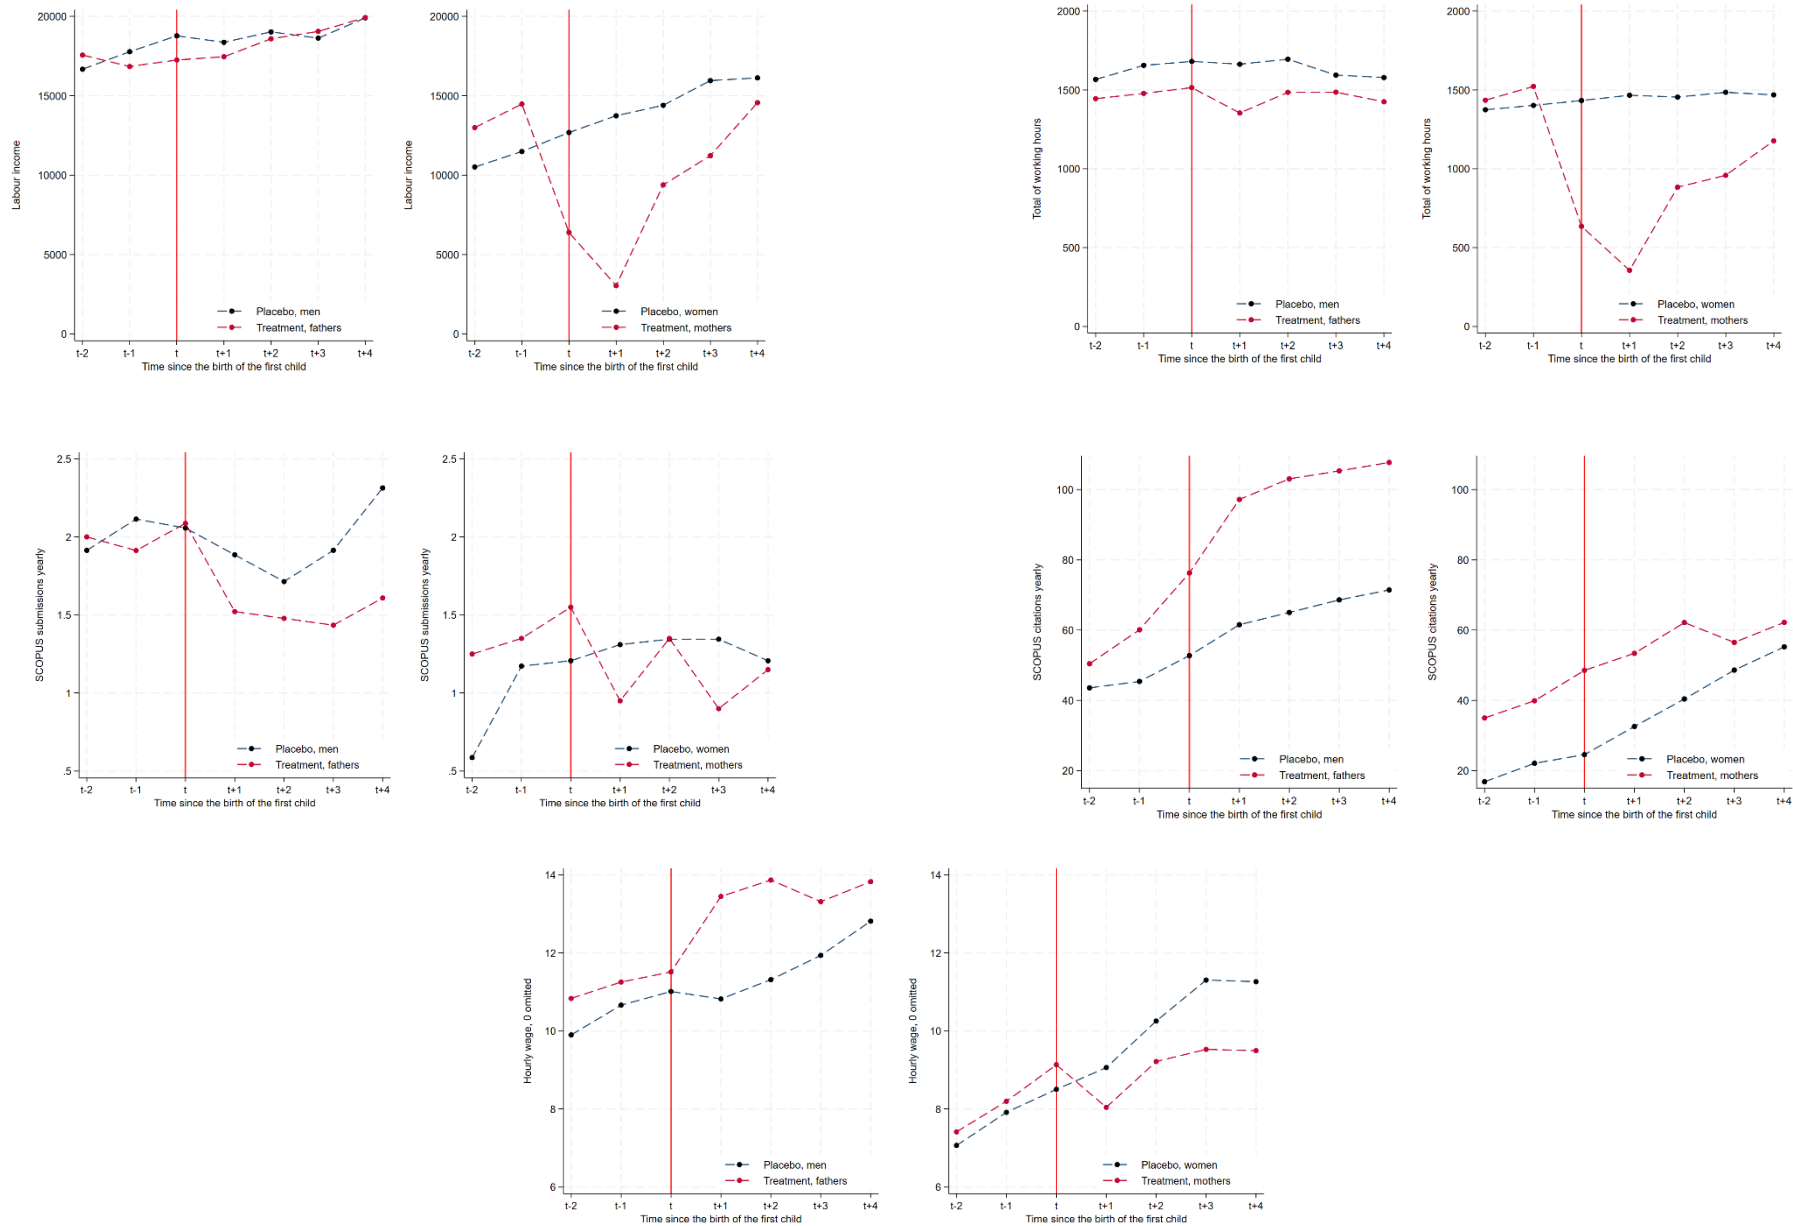 Labour income
20000
15000
10000
5000
0
Placebo, men
Treatment, fathers
t-2 t-1 t t+1 t+2 t+3 t+4
Time since the birth of the first child
Labour income
20000
15000
10000
5000
0
Placebo, women
Treatment, mothers
t-2 t-1 t t+1 t+2 t+3 t+4
Time since the birth of the first child
Total of working hours
2000
1500
1000
500
0
Placebo, men
Treatment, fathers
t-2 t-1 t t+1 t+2 t+3 t+4
Time since the birth of the first child
Total of working hours
2000
1500
1000
500
0
Placebo, women
Treatment, mothers
t-2 t-1 t t+1 t+2 t+3 t+4
Time since the birth of the first child
SCOPUS submissions yearly
2.5
2
1.5
1
.5
Placebo, men
Treatment, fathers
t-2 t-1 t t+1 t+2 t+3 t+4
Time since the birth of the first child
SCOPUS submissions yearly
2.5
2
1.5
1
.5
Placebo, women
Treatment, mothers
t-2 t-1 t t+1 t+2 t+3 t+4
Time since the birth of the first child
SCOPUS citations yearly
100
80
60
40
20
Placebo, men
Treatment, fathers
t-2 t-1 t t+1 t+2 t+3 t+4
Time since the birth of the first child
SCOPUS citations yearly
100
80
60
40
20
Placebo, women
Treatment, mothers
t-2 t-1 t t+1 t+2 t+3 t+4
Time since the birth of the first child
Hourly wage, 0 omitted
14
12
10
8
6
Placebo, men
Treatment, fathers
t-2 t-1 t t+1 t+2 t+3 t+4
Time since the birth of the first child
Hourly wage, 0 omitted
14
12
10
8
6
Placebo, women
Treatment, mothers
t-2 t-1 t t+1 t+2 t+3 t+4
Time since the birth of the first child